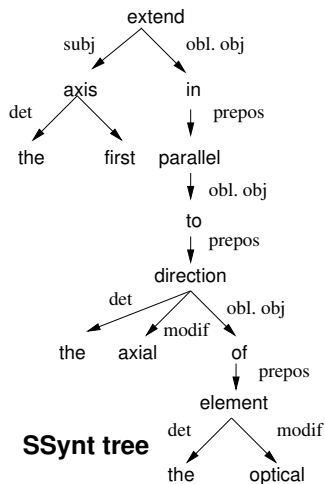 extend
subj obl. obj
axis in
det prepos
the first parallel
obl. obj
to
prepos
direction
det modif obl. obj
the axial of
prepos
element
SSynt tree det modif
the optical